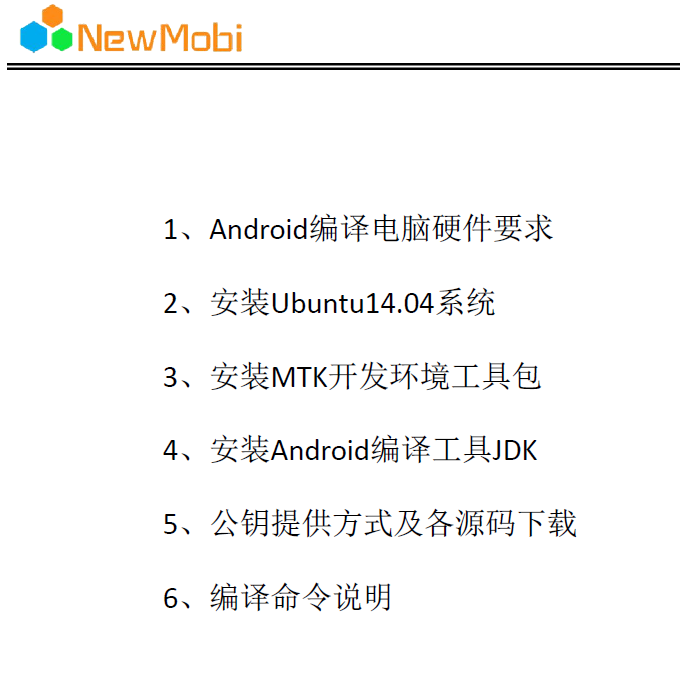 NewMobi
1、Android编译电脑硬件要求
2、安装Ubuntu14.04系统
3、安装MTK开发环境工具包
4、安装Android编译工具JDK
5、公钥提供方式及各源码下载
6、编译命令说明